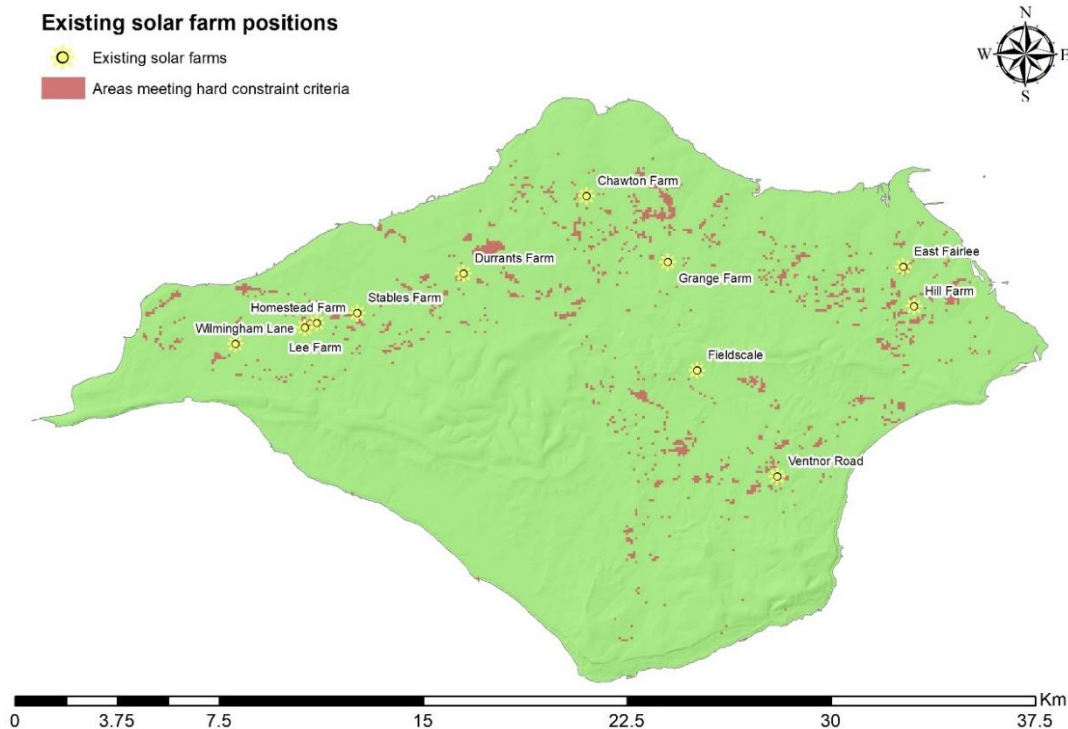 Existing solar farm positions
Existing solar farms
Areas meeting hard constraint criteria
N
W E
S
Chawton Farm
East Fairlee
Durrants Farm
Grange Farm
Hill Farm
Stables Farm
Homestead Farm
Wilmingham Lane
Lee Farm
Fieldscale
Ventnor Road
Km
0 3.75 7.5 15 22.5 30 37.5